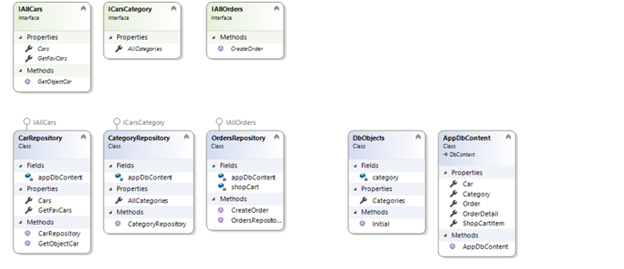 IAllCars
Interface
Properties
Cars
GetFavCars
Methods
GetObjectCar
ICarsCategory
Interface
Properties
AllCategories
IAllOrders
Interface
Methods
CreateOrder
IAllCars
CarRepository
Class
Fields
appDbContent
Properties
Cars
GetFavCars
Methods
CarRepository
GetObjectCar
ICarsCategory
CategoryRepository
Class
Fields
appDbContent
Properties
AllCategories
Methods
CategoryRepository
IAllOrders
OrdersRepository
Class
Fields
appDbContent
shopCart
Methods
CreateOrder
OrdersReposito...
DbObjects
Class
Fields
category
Properties
Categories
Methods
Initial
AppDbContent
Class
→ DbContext
Properties
Car
Category
Order
OrderDetail
ShopCartItem
Methods
AppDbContent